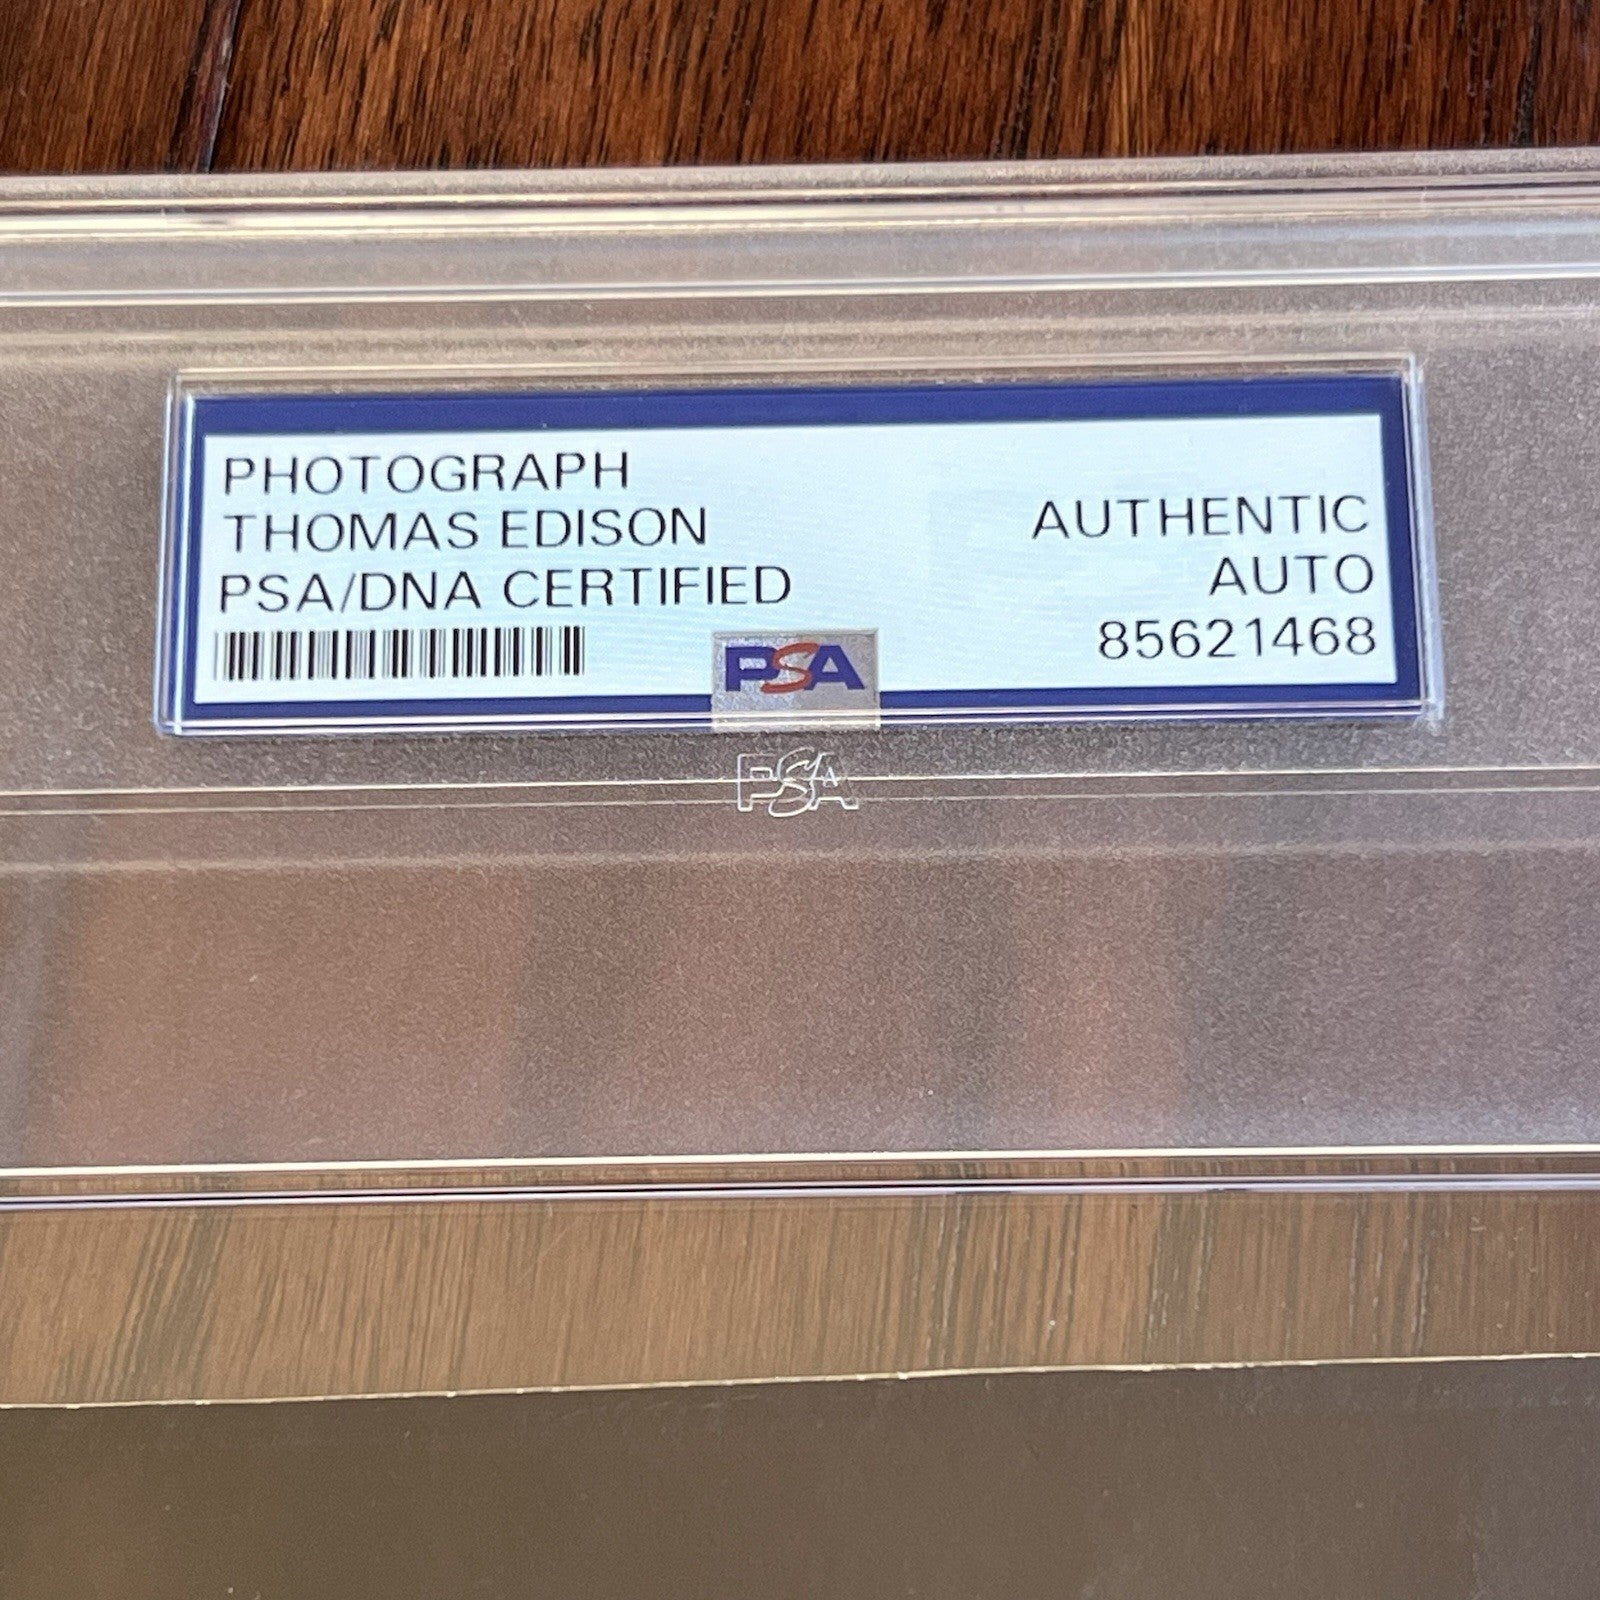 PHOTOGRAPH
THOMAS EDISON
PSA/DNA CERTIFIED
AUTHENTIC
AUTO
85621468
PSA
PSA